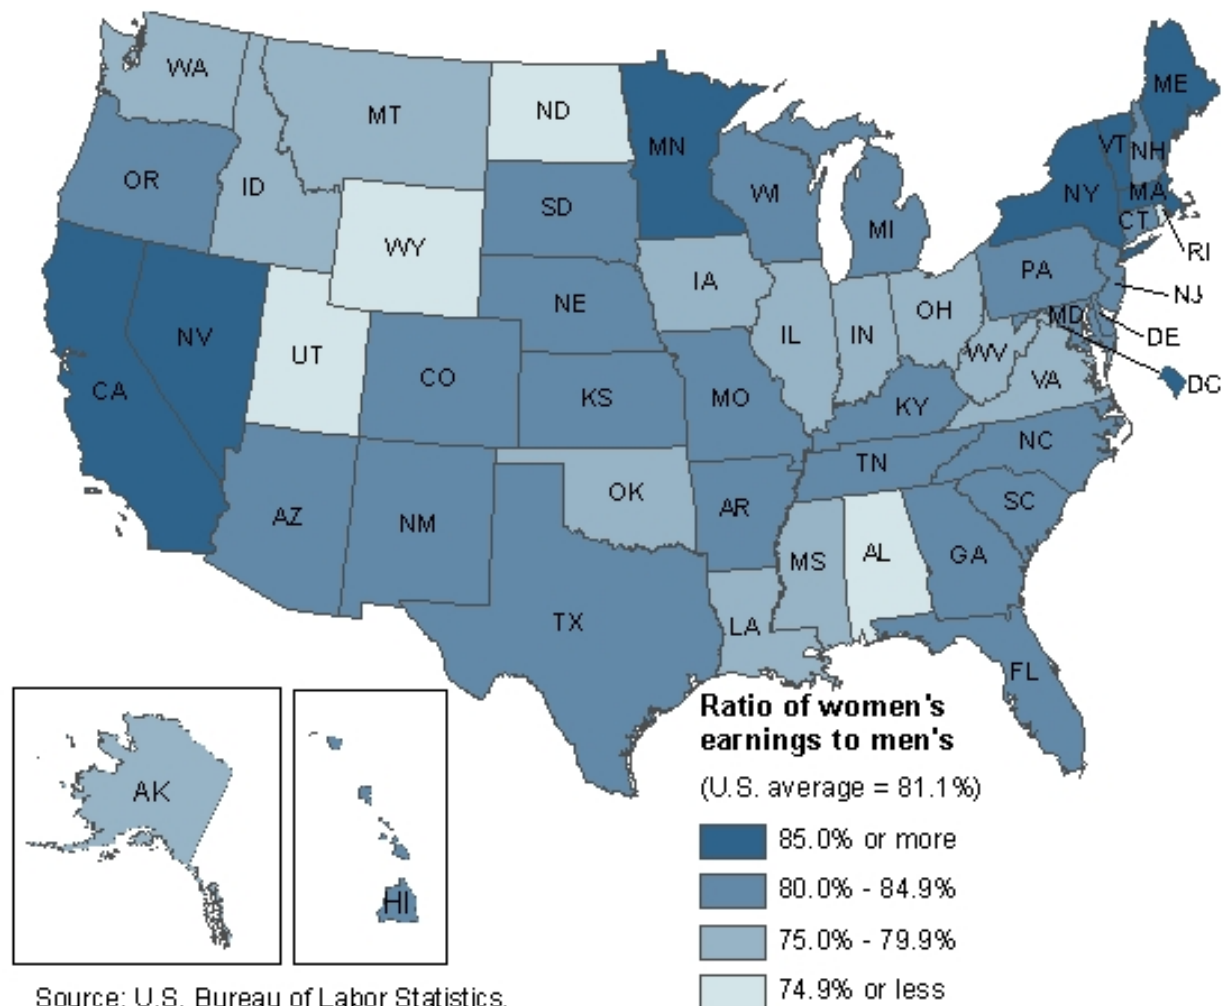 WA
MT
ND
MN
ME
VT
NH
OR
ID
SD
WI
NY
MA
MI
CT
WY
RI
IA
PA
NJ
NE
NV
OH
MD
IL
IN
DE
UT
WV
CO
VA
DC
CA
KS
MO
KY
NC
TN
OK
SC
AZ
NM
AR
MS
AL
GA
TX
LA
FL
AK
HI
Ratio of women's
earnings to men's
(U.S. average = 81.1%)
85.0% or more
80.0% - 84.9%
75.0% - 79.9%
74.9% or less
Source: U.S. Bureau of Labor Statistics.